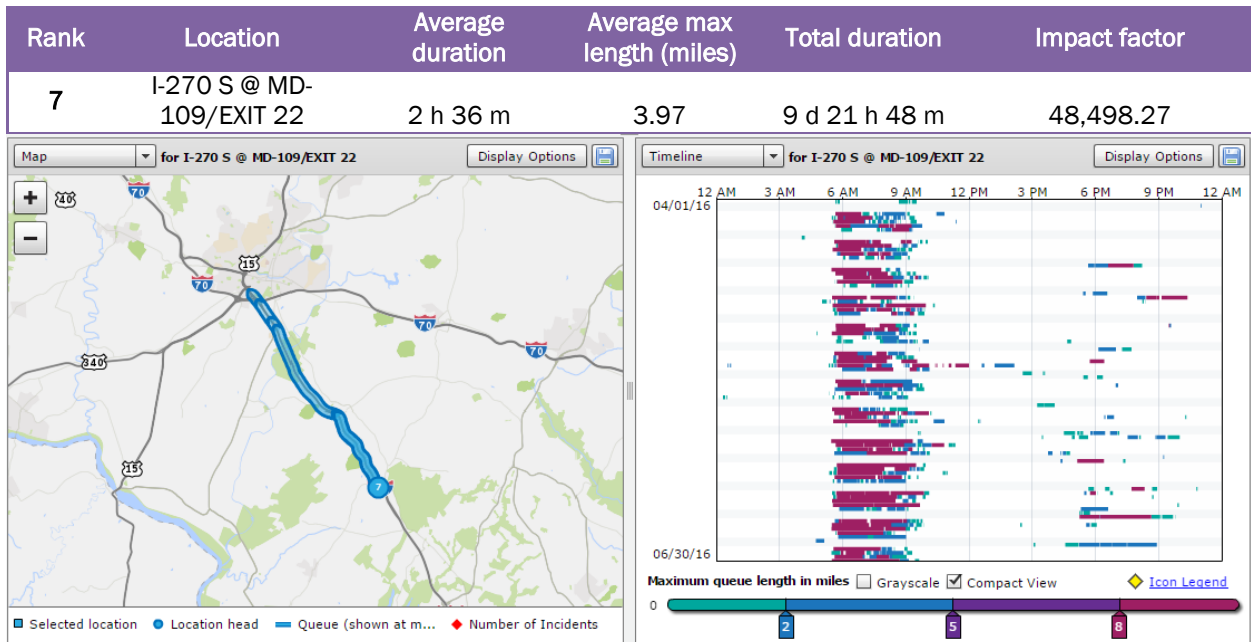 Rank Location Average duration Average max length (miles) Total duration Impact factor
7 I-270 S @ MD-109/EXIT 22 2 h 36 m 3.97 9 d 21 h 48 m 48,498.27
Map for I-270 S @ MD-109/EXIT 22 Display Options
+
−
40
70
15
70
70
70
340
15
7
Selected location Location head Queue (shown at m... Number of Incidents
Timeline for I-270 S @ MD-109/EXIT 22 Display Options
12 AM 3 AM 6 AM 9 AM 12 PM 3 PM 6 PM 9 PM 12 AM
04/01/16
06/30/16
Maximum queue length in miles Grayscale Compact View Icon Legend
0
2 5 8